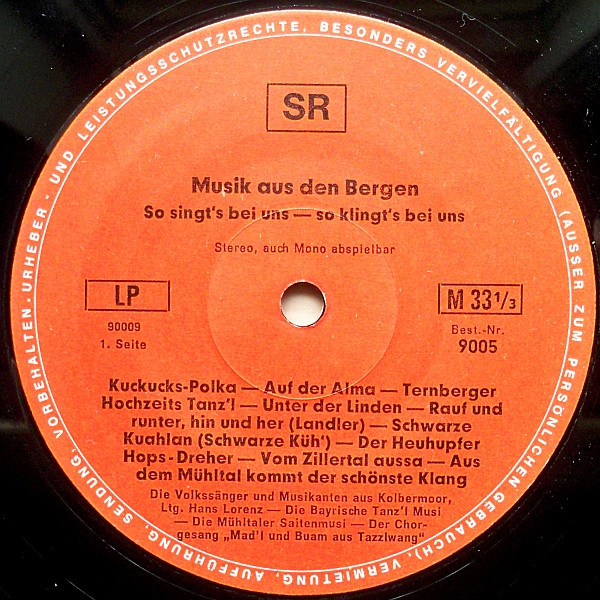 VORBEHALTEN - URHEBER - UND LEISTUNGSSCHUTZRECHTE, BESONDERS VERVIELFÄLTIGUNG (AUSSER ZUM PERSÖNLICHEN GEBRAUCH), VERMIETUNG, AUFFÜHRUNG, SENDUNG,
SR
Musik aus den Bergen
So singt's bei uns — so klingt's bei uns
Stereo, auch Mono abspielbar
LP
M 33 1/3
90009
Best.-Nr.
1. Seite
9005
Kuckucks-Polka — Auf der Alma — Ternberger
Hochzeits Tanz'l — Unter der Linden — Rauf und
runter, hin und her (Landler) — Schwarze
Kuahlan (Schwarze Küh') — Der Heuhupfer
Hops-Dreher — Vom Zillertal aussa — Aus
dem Mühltal kommt der schönste Klang
Die Volkssänger und Musikanten aus Kolbermoor,
Ltg. Hans Lorenz — Die Bayrische Tanz'l Musi
— Die Mühltaler Saitenmusi — Der Chor-
gesang „Mad'l und Buam aus Tazzlwang"